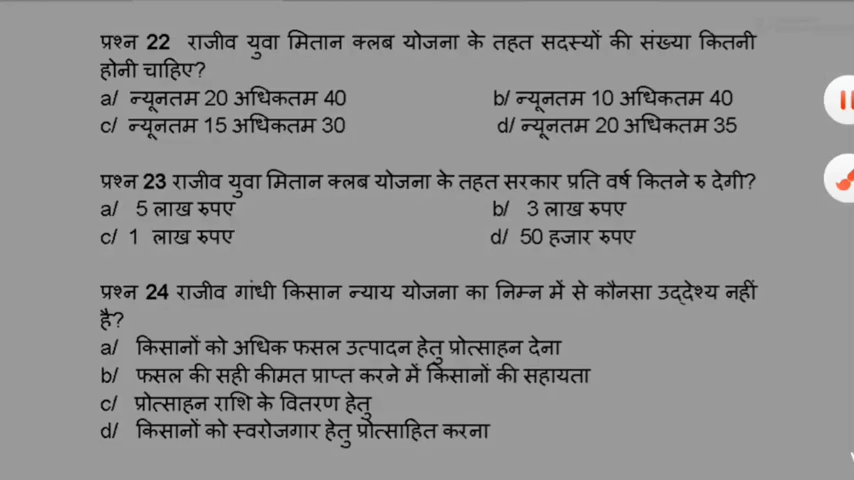 प्रश्न 22 राजीव युवा मितान क्लब योजना के तहत सदस्यों की संख्या कितनी
होनी चाहिए?
a/ न्यूनतम 20 अधिकतम 40 b/ न्यूनतम 10 अधिकतम 40
c/ न्यूनतम 15 अधिकतम 30 d/ न्यूनतम 20 अधिकतम 35
प्रश्न 23 राजीव युवा मितान क्लब योजना के तहत सरकार प्रति वर्ष कितने रु देगी?
a/ 5 लाख रुपए b/ 3 लाख रुपए
c/ 1 लाख रुपए d/ 50 हजार रुपए
प्रश्न 24 राजीव गांधी किसान न्याय योजना का निम्न में से कौनसा उद्देश्य नहीं
है?
a/ किसानों को अधिक फसल उत्पादन हेतु प्रोत्साहन देना
b/ फसल की सही कीमत प्राप्त करने में किसानों की सहायता
c/ प्रोत्साहन राशि के वितरण हेतु
d/ किसानों को स्वरोजगार हेतु प्रोत्साहित करना